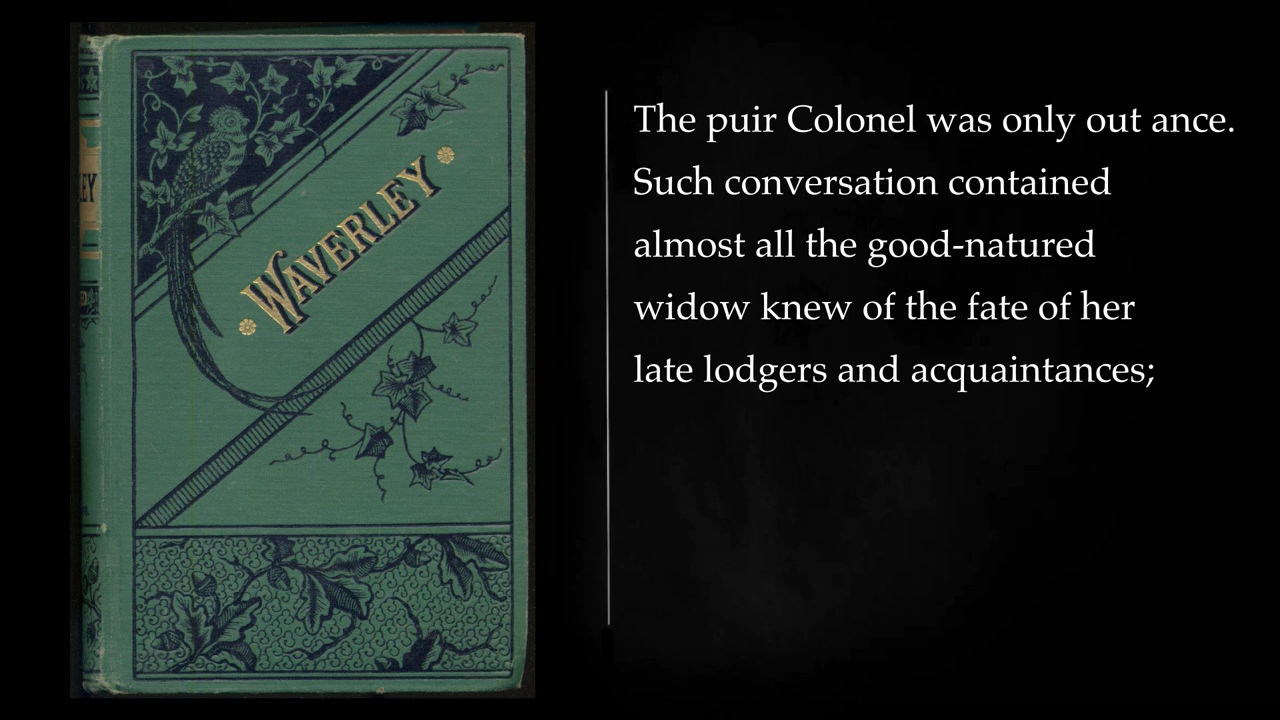 WAVERLEY
EY
The puir Colonel was only out ance.
Such conversation contained
almost all the good-natured
widow knew of the fate of her
late lodgers and acquaintances;